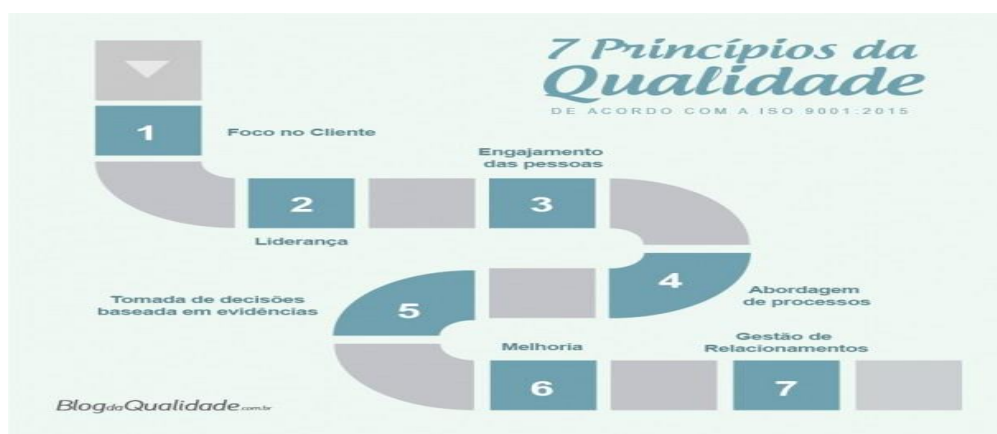 7 Princípios da
Qualidade
DE ACORDO COM A ISO 9001:2015
1
Foco no Cliente
2
Liderança
Engajamento
das pessoas
3
4
Abordagem
de processos
Tomada de decisões
baseada em evidências
5
Melhoria
6
Gestão de
Relacionamentos
7
BlogdaQualidade.com.br